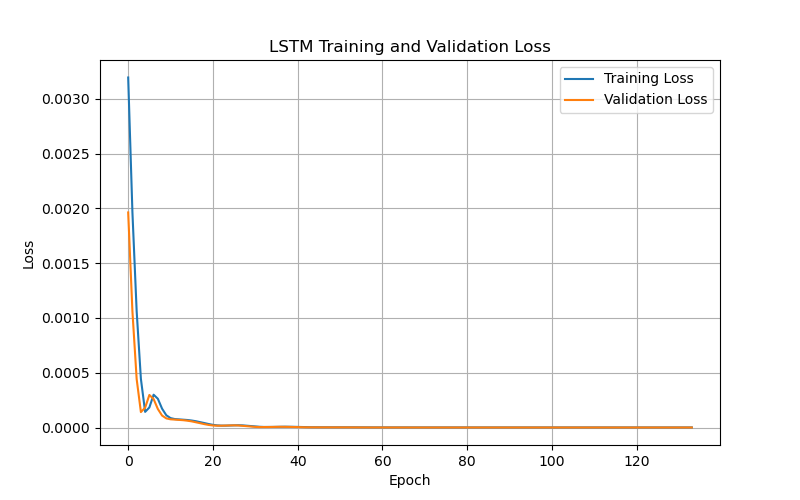 LSTM Training and Validation Loss
Training Loss
Validation Loss
0.0030
0.0025
0.0020
0.0015
0.0010
0.0005
0.0000
Loss
0 20 40 60 80 100 120
Epoch